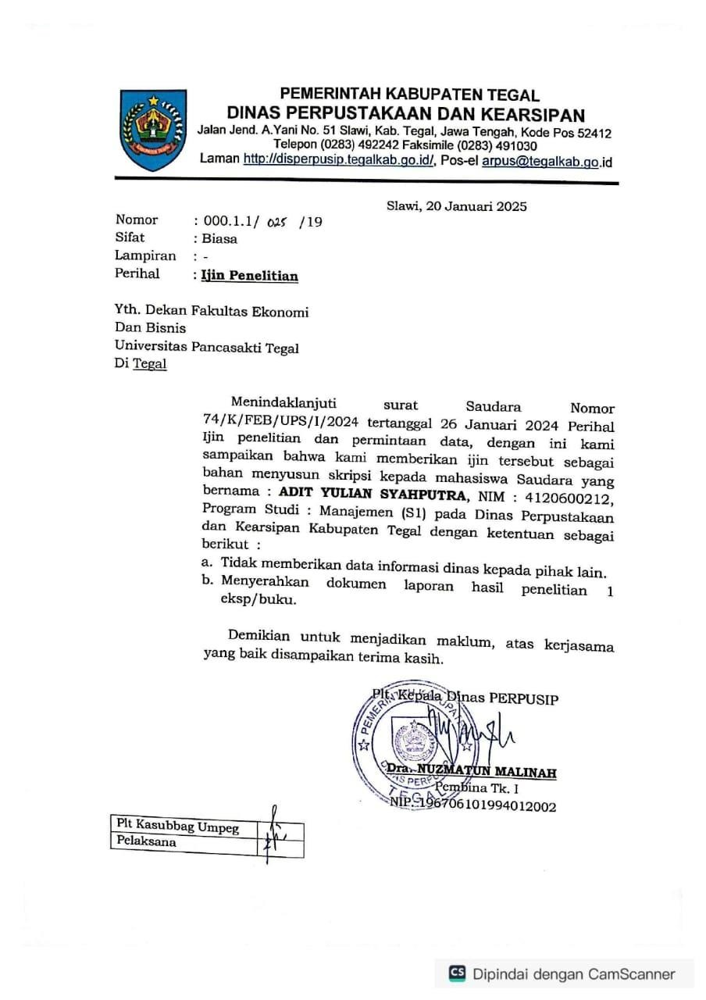 PEMERINTAH KABUPATEN TEGAL
DINAS PERPUSTAKAAN DAN KEARSIPAN
Jalan Jend. A.Yani No. 51 Slawi, Kab. Tegal, Jawa Tengah, Kode Pos 52412
Telepon (0283) 492242 Faksimile (0283) 491030
Laman http://disperpusip.tegalkab.go.id/, Pos-el arpus@tegalkab.go.id
KABUPATEN TEGAL
Slawi, 20 Januari 2025
Nomor : 000.1.1/ 025 /19
Sifat : Biasa
Lampiran : -
Perihal : Ijin Penelitian
Yth. Dekan Fakultas Ekonomi
Dan Bisnis
Universitas Pancasakti Tegal
Di Tegal
Menindaklanjuti surat Saudara Nomor
74/K/FEB/UPS/I/2024 tertanggal 26 Januari 2024 Perihal
Ijin penelitian dan permintaan data, dengan ini kami
sampaikan bahwa kami memberikan ijin tersebut sebagai
bahan menyusun skripsi kepada mahasiswa Saudara yang
bernama : ADIT YULIAN SYAHPUTRA, NIM : 4120600212,
Program Studi : Manajemen (S1) pada Dinas Perpustakaan
dan Kearsipan Kabupaten Tegal dengan ketentuan sebagai
berikut :
a. Tidak memberikan data informasi dinas kepada pihak lain.
b. Menyerahkan dokumen laporan hasil penelitian 1
eksp/buku.
Demikian untuk menjadikan maklum, atas kerjasama
yang baik disampaikan terima kasih.
Plt. Kepala Dinas PERPUSIP
Dra. NUZMATUN MALINAH
Pembina Tk. I
NIP. 196706101994012002
TEGAL
Plt Kasubbag Umpeg
Pelaksana
CS Dipindai dengan CamScanner